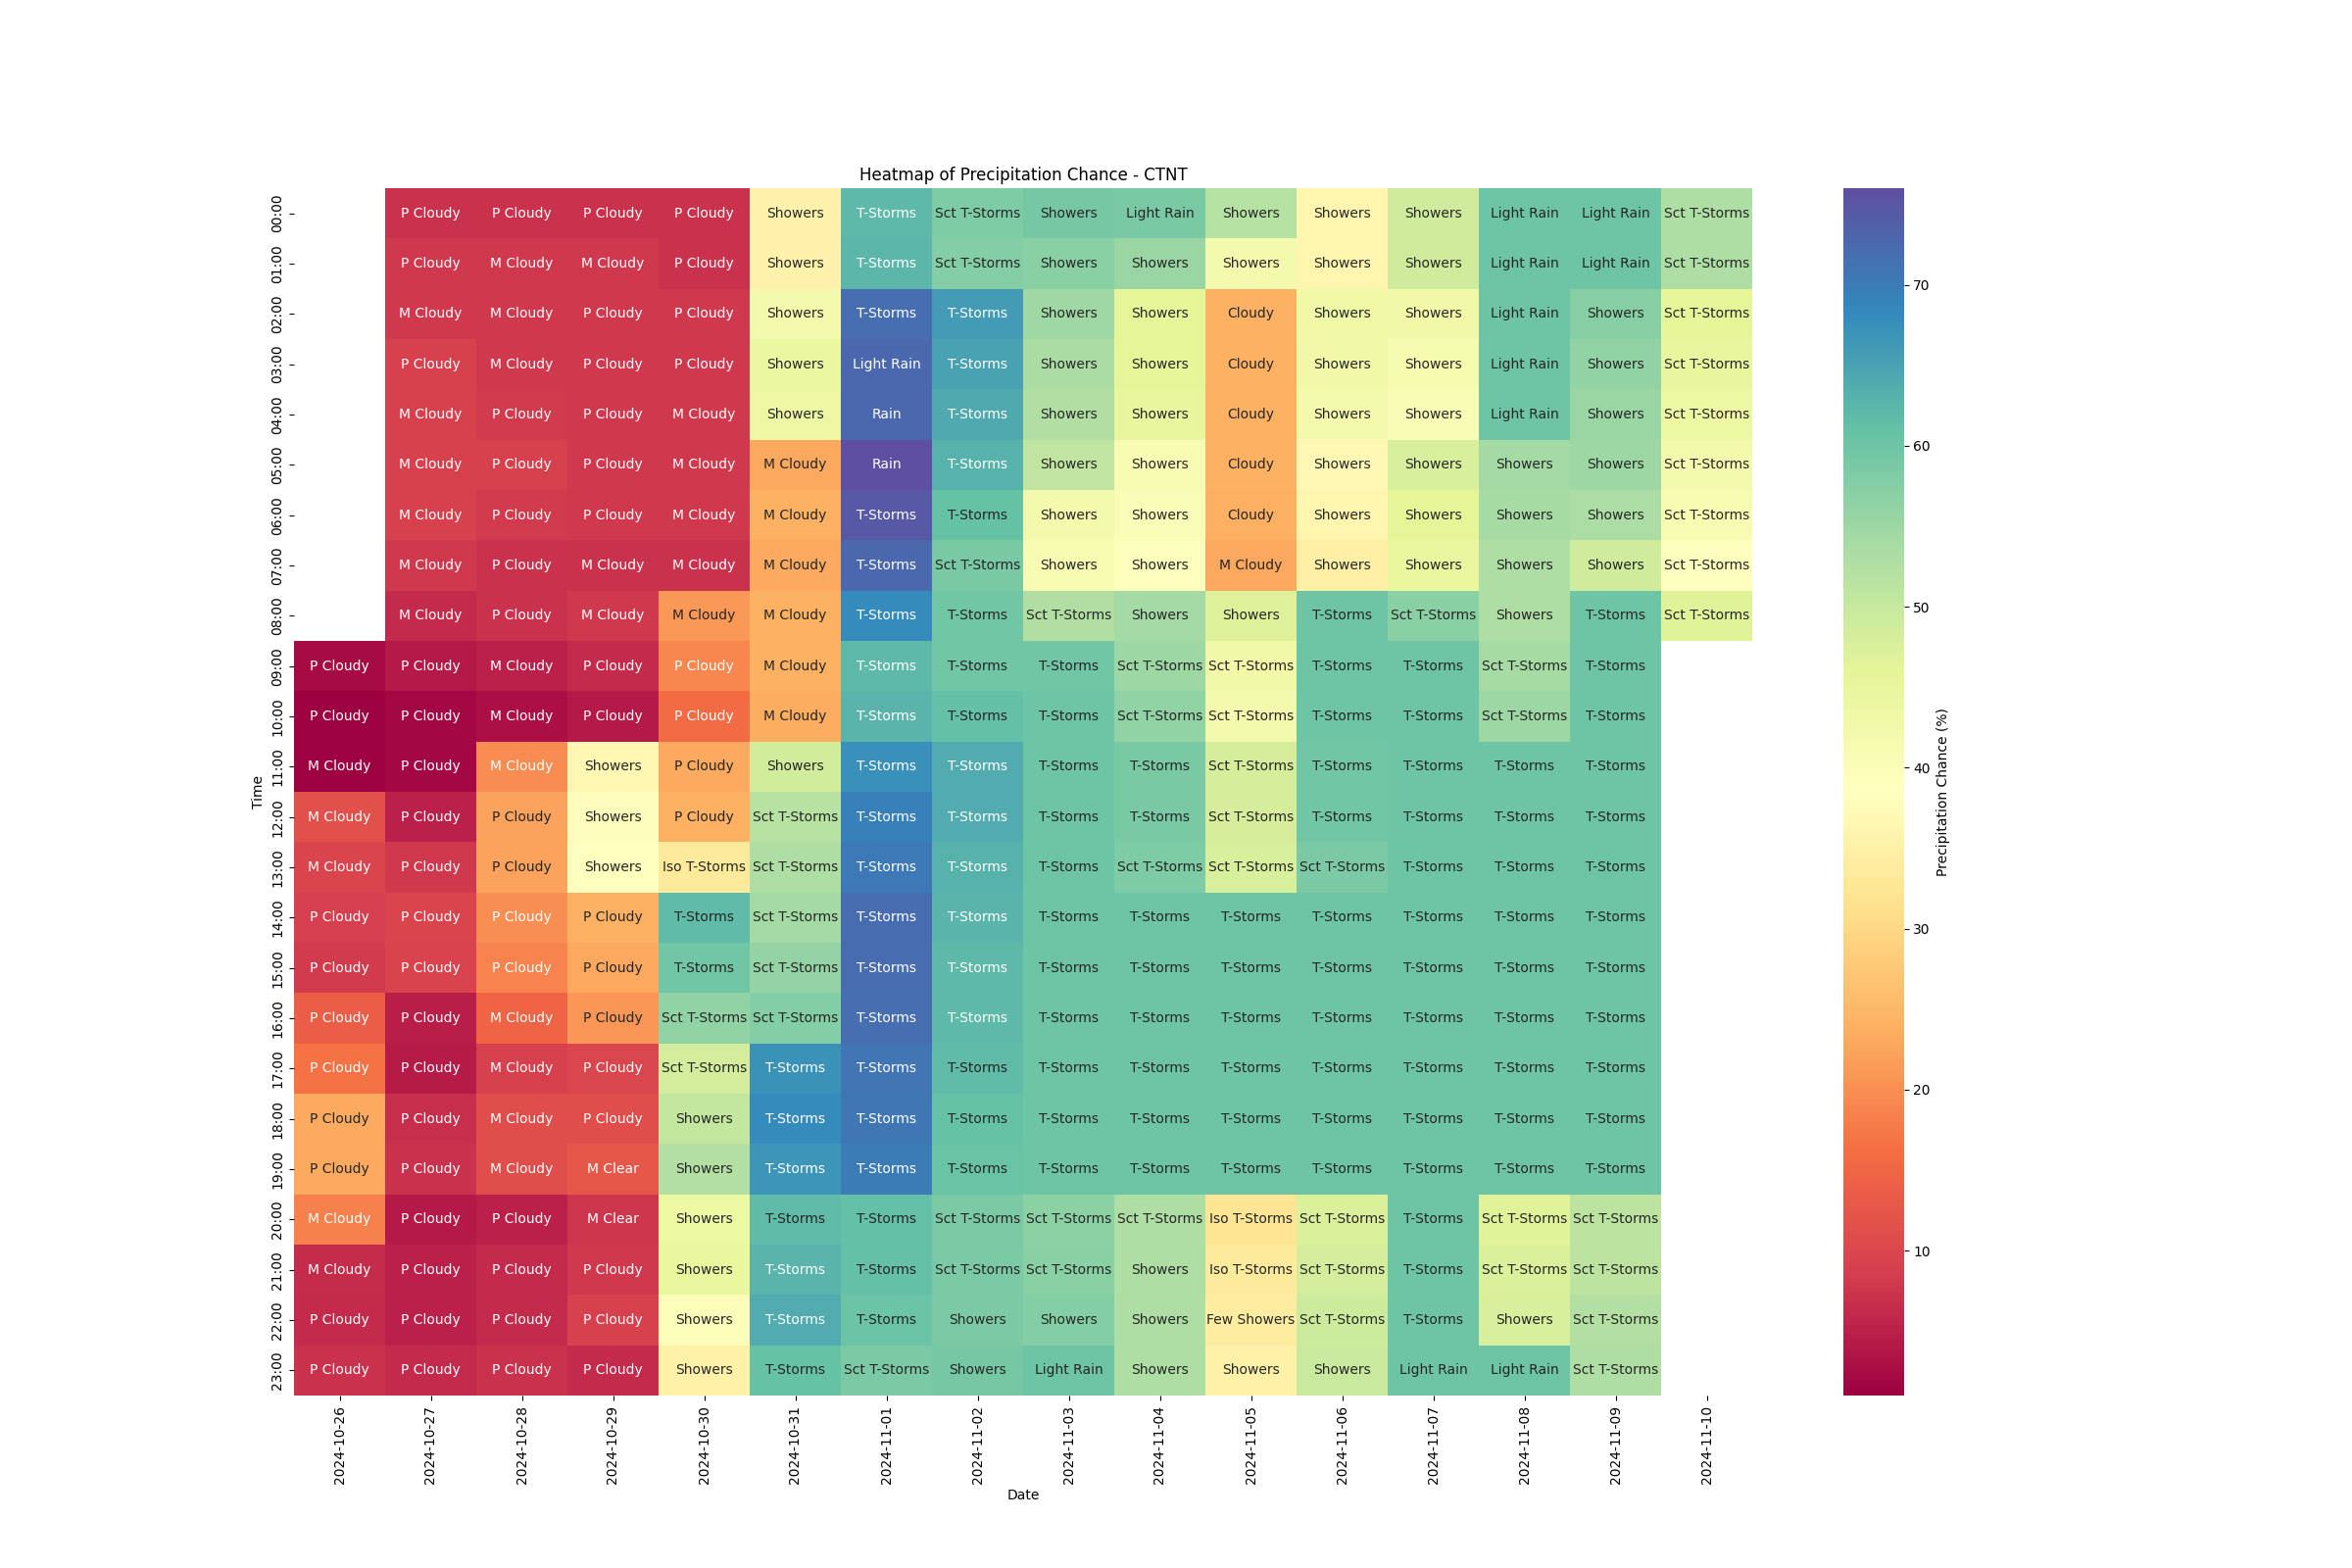 Heatmap of Precipitation Chance - CTNT
00:00 P Cloudy P Cloudy P Cloudy P Cloudy Showers T-Storms Sct T-Storms Showers Light Rain Showers Showers Showers Light Rain Light Rain Sct T-Storms
01:00 P Cloudy M Cloudy M Cloudy P Cloudy Showers T-Storms Sct T-Storms Showers Showers Showers Showers Showers Light Rain Light Rain Sct T-Storms
02:00 M Cloudy M Cloudy P Cloudy P Cloudy Showers T-Storms T-Storms Showers Showers Cloudy Showers Showers Light Rain Showers Sct T-Storms
03:00 P Cloudy M Cloudy P Cloudy P Cloudy Showers Light Rain T-Storms Showers Showers Cloudy Showers Showers Light Rain Showers Sct T-Storms
04:00 M Cloudy P Cloudy P Cloudy M Cloudy Showers Rain T-Storms Showers Showers Cloudy Showers Showers Light Rain Showers Sct T-Storms
05:00 M Cloudy P Cloudy P Cloudy M Cloudy M Cloudy Rain T-Storms Showers Showers Cloudy Showers Showers Showers Showers Sct T-Storms
06:00 M Cloudy P Cloudy P Cloudy M Cloudy M Cloudy T-Storms T-Storms Showers Showers Cloudy Showers Showers Showers Showers Sct T-Storms
07:00 M Cloudy P Cloudy M Cloudy M Cloudy M Cloudy T-Storms Sct T-Storms Showers Showers M Cloudy Showers Showers Showers Showers Sct T-Storms
08:00 M Cloudy P Cloudy M Cloudy M Cloudy M Cloudy T-Storms T-Storms Sct T-Storms Showers Showers T-Storms Sct T-Storms Showers T-Storms Sct T-Storms
09:00 P Cloudy P Cloudy M Cloudy P Cloudy P Cloudy M Cloudy T-Storms T-Storms T-Storms Sct T-Storms Sct T-Storms T-Storms T-Storms Sct T-Storms T-Storms
10:00 P Cloudy P Cloudy M Cloudy P Cloudy P Cloudy M Cloudy T-Storms T-Storms T-Storms Sct T-Storms Sct T-Storms T-Storms T-Storms Sct T-Storms T-Storms
11:00 M Cloudy P Cloudy M Cloudy Showers P Cloudy Showers T-Storms T-Storms T-Storms T-Storms Sct T-Storms T-Storms T-Storms T-Storms T-Storms
12:00 M Cloudy P Cloudy P Cloudy Showers P Cloudy Sct T-Storms T-Storms T-Storms T-Storms T-Storms Sct T-Storms T-Storms T-Storms T-Storms T-Storms
13:00 M Cloudy P Cloudy P Cloudy Showers Iso T-Storms Sct T-Storms T-Storms T-Storms T-Storms Sct T-Storms Sct T-Storms Sct T-Storms T-Storms T-Storms T-Storms
14:00 P Cloudy P Cloudy P Cloudy P Cloudy T-Storms Sct T-Storms T-Storms T-Storms T-Storms T-Storms T-Storms T-Storms T-Storms T-Storms T-Storms
15:00 P Cloudy P Cloudy P Cloudy P Cloudy T-Storms Sct T-Storms T-Storms T-Storms T-Storms T-Storms T-Storms T-Storms T-Storms T-Storms T-Storms
16:00 P Cloudy P Cloudy M Cloudy P Cloudy Sct T-Storms Sct T-Storms T-Storms T-Storms T-Storms T-Storms T-Storms T-Storms T-Storms T-Storms T-Storms
17:00 P Cloudy P Cloudy M Cloudy P Cloudy Sct T-Storms T-Storms T-Storms T-Storms T-Storms T-Storms T-Storms T-Storms T-Storms T-Storms T-Storms
18:00 P Cloudy P Cloudy M Cloudy P Cloudy Showers T-Storms T-Storms T-Storms T-Storms T-Storms T-Storms T-Storms T-Storms T-Storms T-Storms
19:00 P Cloudy P Cloudy M Cloudy M Clear Showers T-Storms T-Storms T-Storms T-Storms T-Storms T-Storms T-Storms T-Storms T-Storms T-Storms
20:00 M Cloudy P Cloudy P Cloudy M Clear Showers T-Storms T-Storms Sct T-Storms Sct T-Storms Sct T-Storms Iso T-Storms Sct T-Storms T-Storms Sct T-Storms Sct T-Storms
21:00 M Cloudy P Cloudy P Cloudy P Cloudy Showers T-Storms T-Storms Sct T-Storms Sct T-Storms Showers Iso T-Storms Sct T-Storms T-Storms Sct T-Storms Sct T-Storms
22:00 P Cloudy P Cloudy P Cloudy P Cloudy Showers T-Storms T-Storms Showers Showers Showers Few Showers Sct T-Storms T-Storms Showers Sct T-Storms
23:00 P Cloudy P Cloudy P Cloudy P Cloudy Showers T-Storms Sct T-Storms Showers Light Rain Showers Showers Showers Light Rain Light Rain Sct T-Storms
Time
2024-10-26 2024-10-27 2024-10-28 2024-10-29 2024-10-30 2024-10-31 2024-11-01 2024-11-02 2024-11-03 2024-11-04 2024-11-05 2024-11-06 2024-11-07 2024-11-08 2024-11-09 2024-11-10
Date
70
60
50
40
30
20
10
Precipitation Chance (%)